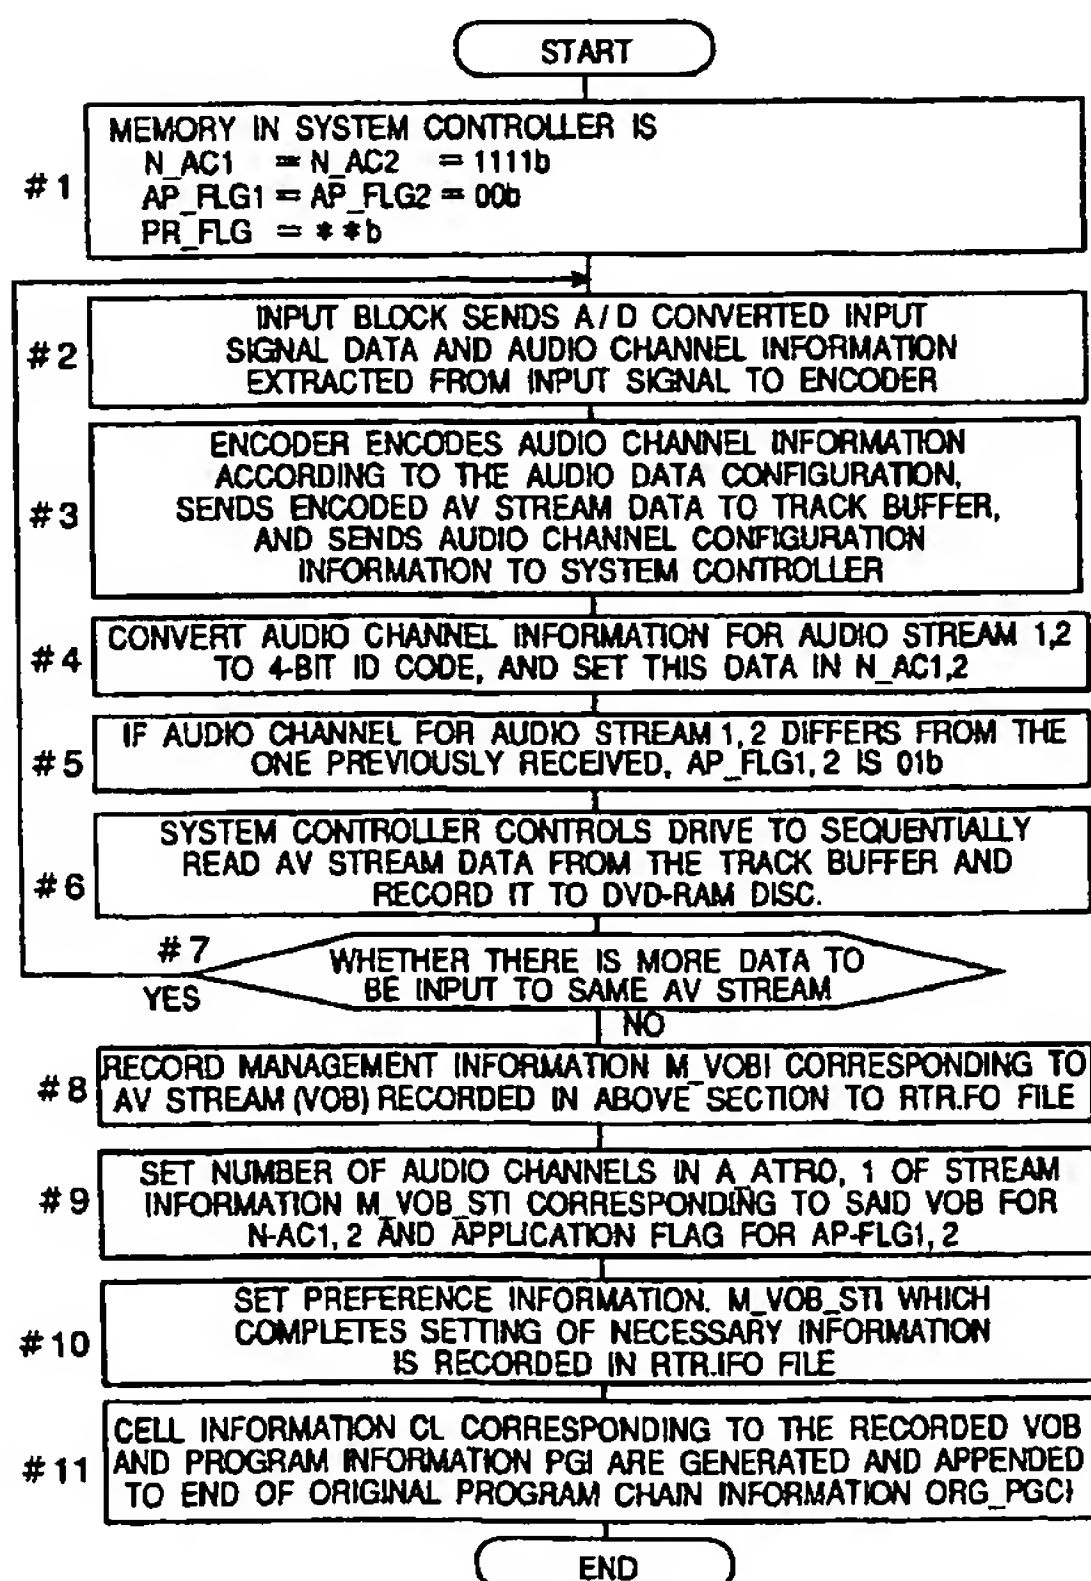 START
MEMORY IN SYSTEM CONTROLLER IS
N_AC1 = N_AC2 = 1111b
#1
AP_FLG1 = AP_FLG2 = 00b
PR_FLG = **b
INPUT BLOCK SENDS A/D CONVERTED INPUT
#2
SIGNAL DATA AND AUDIO CHANNEL INFORMATION
EXTRACTED FROM INPUT SIGNAL TO ENCODER
ENCODER ENCODES AUDIO CHANNEL INFORMATION
ACCORDING TO THE AUDIO DATA CONFIGURATION,
#3
SENDS ENCODED AV STREAM DATA TO TRACK BUFFER,
AND SENDS AUDIO CHANNEL CONFIGURATION
INFORMATION TO SYSTEM CONTROLLER
#4
CONVERT AUDIO CHANNEL INFORMATION FOR AUDIO STREAM 1,2
TO 4-BIT ID CODE, AND SET THIS DATA IN N_AC1,2
#5
IF AUDIO CHANNEL FOR AUDIO STREAM 1, 2 DIFFERS FROM THE
ONE PREVIOUSLY RECEIVED, AP_FLG1, 2 IS 01b
#6
SYSTEM CONTROLLER CONTROLS DRIVE TO SEQUENTIALLY
READ AV STREAM DATA FROM THE TRACK BUFFER AND
RECORD IT TO DVD-RAM DISC.
#7
WHETHER THERE IS MORE DATA TO
BE INPUT TO SAME AV STREAM
YES
NO
#8
RECORD MANAGEMENT INFORMATION M_VOBI CORRESPONDING TO
AV STREAM (VOB) RECORDED IN ABOVE SECTION TO RTR.FO FILE
#9
SET NUMBER OF AUDIO CHANNELS IN A_ATR0, 1 OF STREAM
INFORMATION M_VOB_STI CORRESPONDING TO SAID VOB FOR
N-AC1, 2 AND APPLICATION FLAG FOR AP-FLG1, 2
#10
SET PREFERENCE INFORMATION. M_VOB_STI WHICH
COMPLETES SETTING OF NECESSARY INFORMATION
IS RECORDED IN RTR.IFO FILE
#11
CELL INFORMATION CL CORRESPONDING TO THE RECORDED VOB
AND PROGRAM INFORMATION PGI ARE GENERATED AND APPENDED
TO END OF ORIGINAL PROGRAM CHAIN INFORMATION ORG_PGCI
END